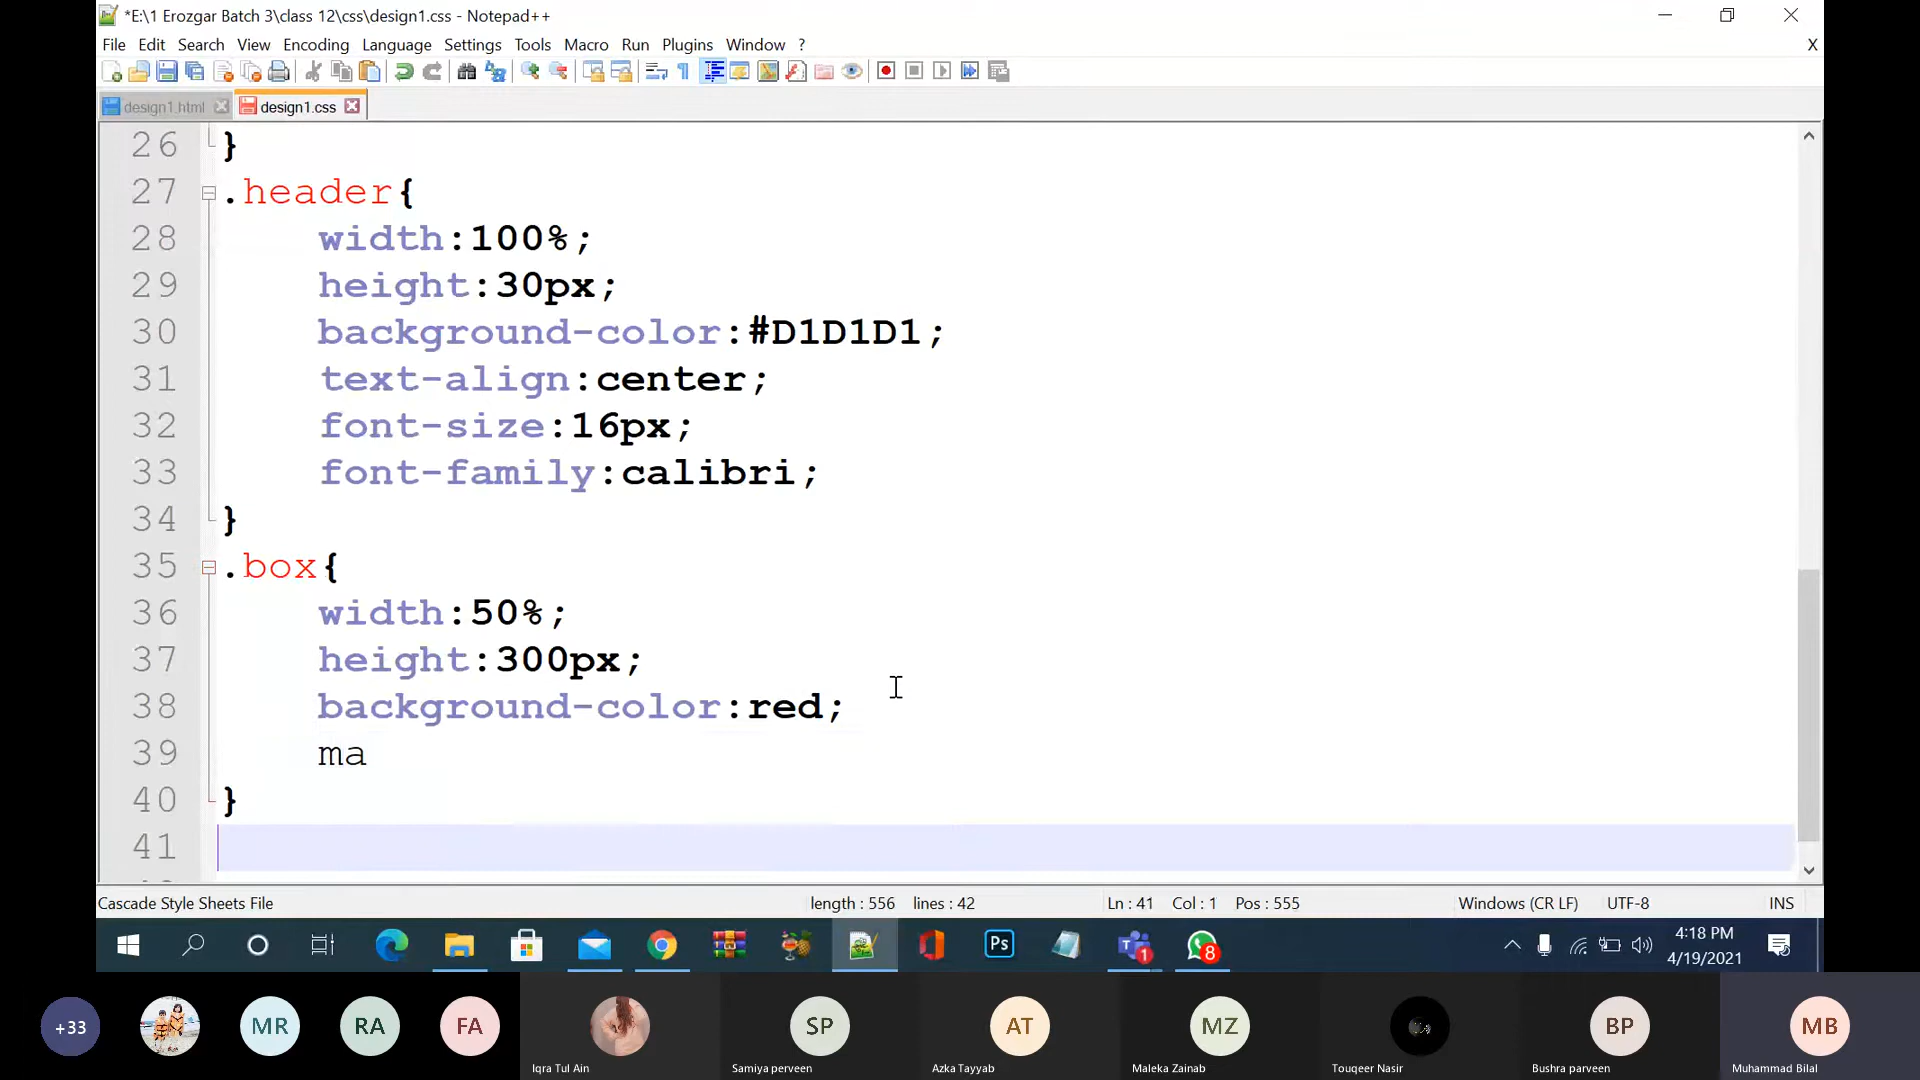 *E:\1 Erozgar Batch 3\class 12\css\design1.css - Notepad++
File Edit Search View Encoding Language Settings Tools Macro Run Plugins Window ? X
design1.html design1.css
26 }
27 .header{
28 width:100%;
29 height:30px;
30 background-color:#D1D1D1;
31 text-align:center;
32 font-size:16px;
33 font-family:calibri;
34 }
35 .box{
36 width:50%;
37 height:300px;
38 background-color:red;
39 ma
40 }
41
Cascade Style Sheets File length : 556 lines : 42 Ln : 41 Col : 1 Pos : 555 Windows (CR LF) UTF-8 INS
Ps 1 8 4:18 PM
4/19/2021
+33 MR RA FA SP AT MZ BP MB
Iqra Tul Ain Samiya perveen Azka Tayyab Maleka Zainab Touqeer Nasir Bushra parveen Muhammad Bilal